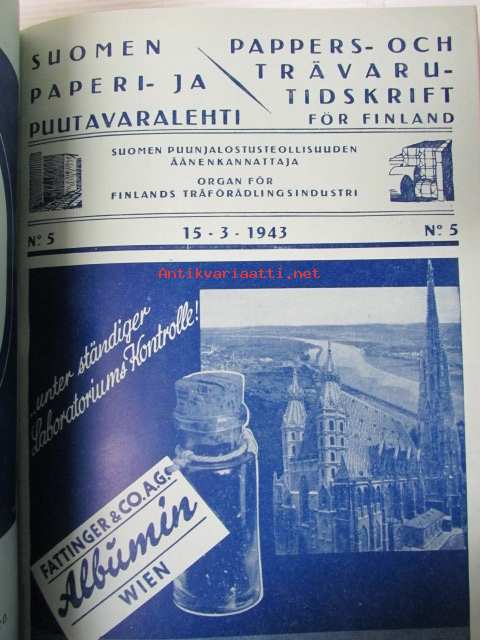 SUOMEN
PAPERI- JA
PUUTAVARALEHTI
PAPPERS- OCH
TRÄVARU-
TIDSKRIFT
FÖR FINLAND
SUOMEN PUUNJALOSTUSTEOLLISUUDEN
ÄÄNENKANNATTAJA
ORGAN FÖR
FINLANDS TRÄFÖRÄDLINGSINDUSTRI
No. 5
15 - 3 - 1943
No. 5
Antikvariaatti.net
...unter ständiger
Laboratoriums Kontrolle!
FATTINGER & CO. A.G.
Albumin
WIEN